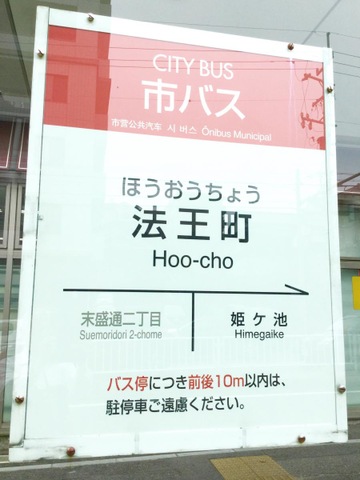 CITY BUS
市バス
市营公共汽车 시 버스 Ônibus Municipal
ほうおうちょう
法王町
Hoo-cho
末盛通二丁目
Suemoridori 2-chome
姫ケ池
Himegaike
バス停につき前後10m以内は、
駐停車ご遠慮ください。